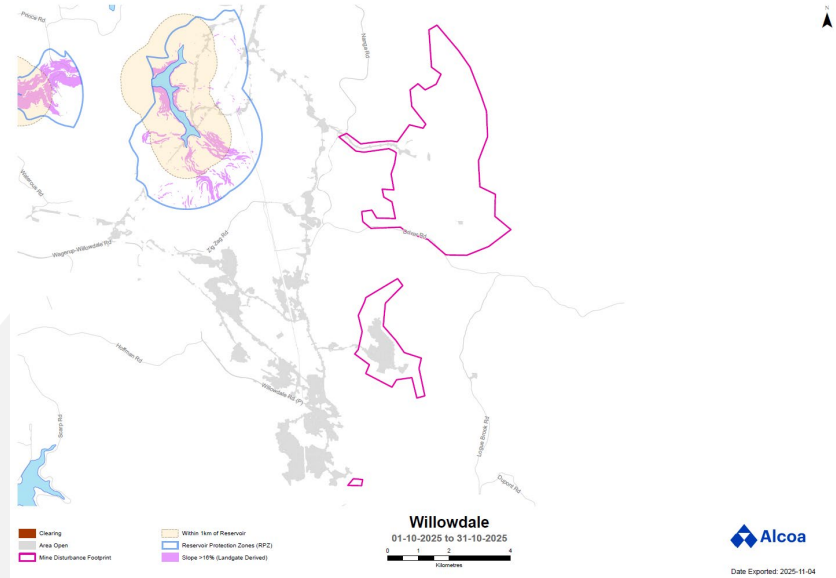 N
Prince Rd
Nanga Rd
Waterous Rd
Zig Zag Rd
Wagerup-Willowdale Rd
Hoffman Rd
Willowdale Rd (P)
Scarp Rd
Logue Brook Rd
Dupont Rd
Willowdale
01-10-2025 to 31-10-2025
0 1 2 4
Kilometres
Clearing
Area Open
Mine Disturbance Footprint
Within 1km of Reservoir
Reservoir Protection Zones (RPZ)
Slope >16% (Landgate Derived)
Alcoa
Date Exported: 2025-11-04